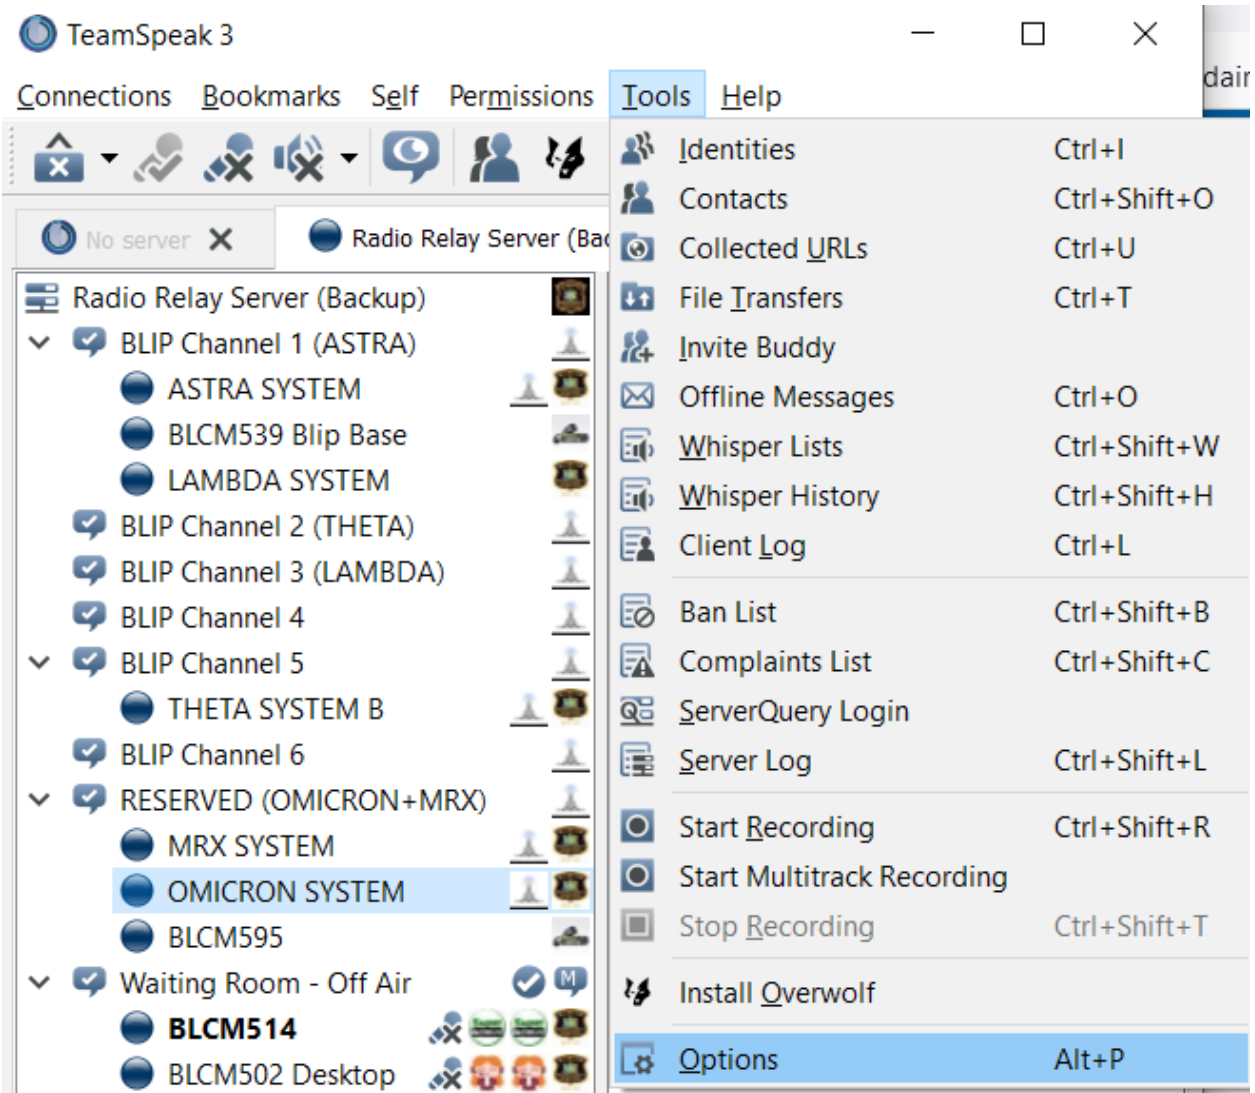 TeamSpeak 3
Connections Bookmarks Self Permissions Tools Help
dair
No server
Radio Relay Server (Bac
Radio Relay Server (Backup)
BLIP Channel 1 (ASTRA)
ASTRA SYSTEM
BLCM539 Blip Base
LAMBDA SYSTEM
BLIP Channel 2 (THETA)
BLIP Channel 3 (LAMBDA)
BLIP Channel 4
BLIP Channel 5
THETA SYSTEM B
BLIP Channel 6
RESERVED (OMICRON+MRX)
MRX SYSTEM
OMICRON SYSTEM
BLCM595
Waiting Room - Off Air
M
BLCM514
BLCM502 Desktop
Identities Ctrl+I
Contacts Ctrl+Shift+O
Collected URLs Ctrl+U
File Transfers Ctrl+T
Invite Buddy
Offline Messages Ctrl+O
Whisper Lists Ctrl+Shift+W
Whisper History Ctrl+Shift+H
Client Log Ctrl+L
Ban List Ctrl+Shift+B
Complaints List Ctrl+Shift+C
ServerQuery Login
Server Log Ctrl+Shift+L
Start Recording Ctrl+Shift+R
Start Multitrack Recording
Stop Recording Ctrl+Shift+T
Install Overwolf
Options Alt+P